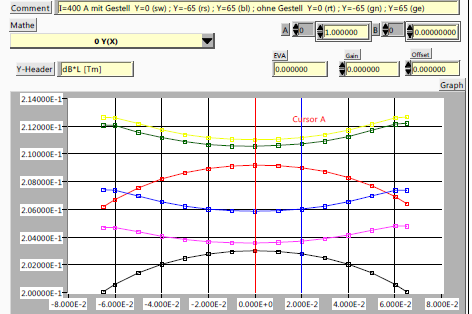 Comment I=400 A mit Gestell Y=0 (sw) ; Y=-65 (rs) ; Y=65 (bl) ; ohne Gestell Y=0 (rt) ; Y=-65 (gn) ; Y=65 (ge)
Mathe
0 Y(X)
A 0 1.000000 B 0 0.00000000
EVA Gain Offset
Y-Header dB*L [Tm] 0.000000 0.000000 0.000000
Graph
2.14000E-1
Cursor A
2.12000E-1
2.10000E-1
2.08000E-1
2.06000E-1
2.04000E-1
2.02000E-1
2.00000E-1
-8.000E-2 -6.000E-2 -4.000E-2 -2.000E-2 0.000E+0 2.000E-2 4.000E-2 6.000E-2 8.000E-2